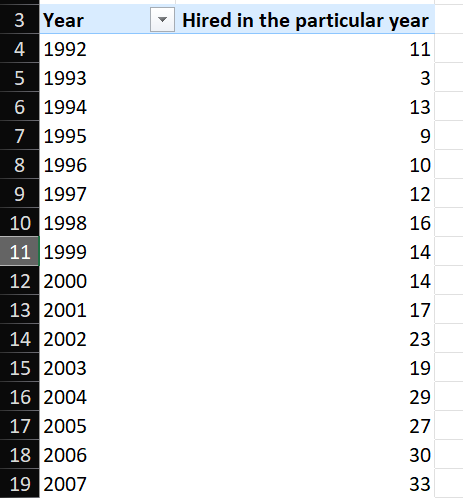 3 Year Hired in the particular year
4 1992 11
5 1993 3
6 1994 13
7 1995 9
8 1996 10
9 1997 12
10 1998 16
11 1999 14
12 2000 14
13 2001 17
14 2002 23
15 2003 19
16 2004 29
17 2005 27
18 2006 30
19 2007 33